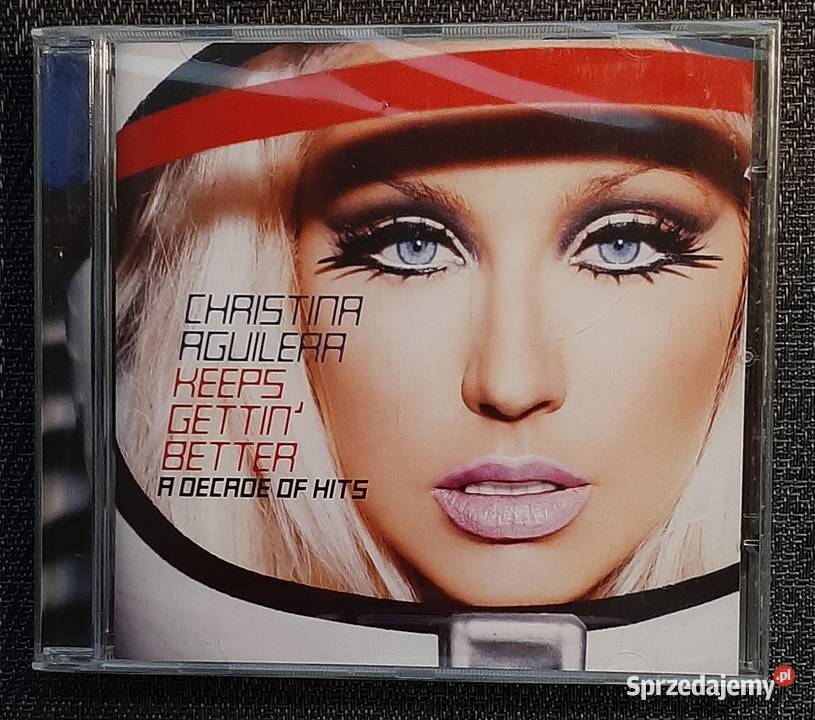 CHRISTINA
AGUILERA
KEEPS
GETTIN'
BETTER
A DECADE OF HITS
Sprzedajemy.pl